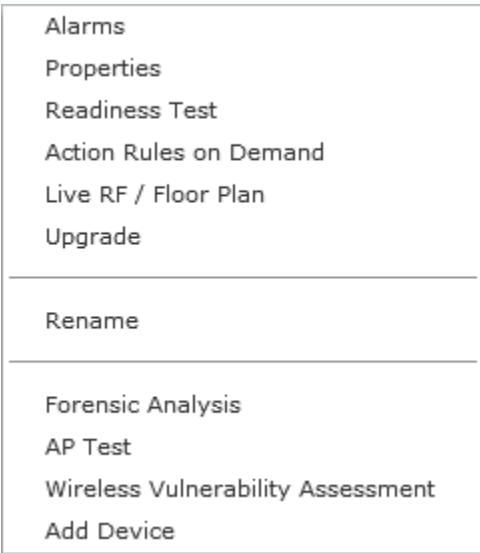 Alarms
Properties
Readiness Test
Action Rules on Demand
Live RF / Floor Plan
Upgrade
Rename
Forensic Analysis
AP Test
Wireless Vulnerability Assessment
Add Device